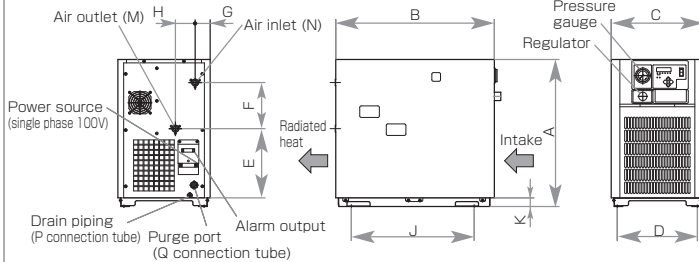 H
G
B
Pressure
gauge
C
Air outlet (M)
Air inlet (N)
Regulator
F
Power source
(single phase 100V)
Radiated
heat
A
Intake
E
K
Drain piping
(P connection tube)
Alarm output
Purge port
(Q connection tube)
J
D